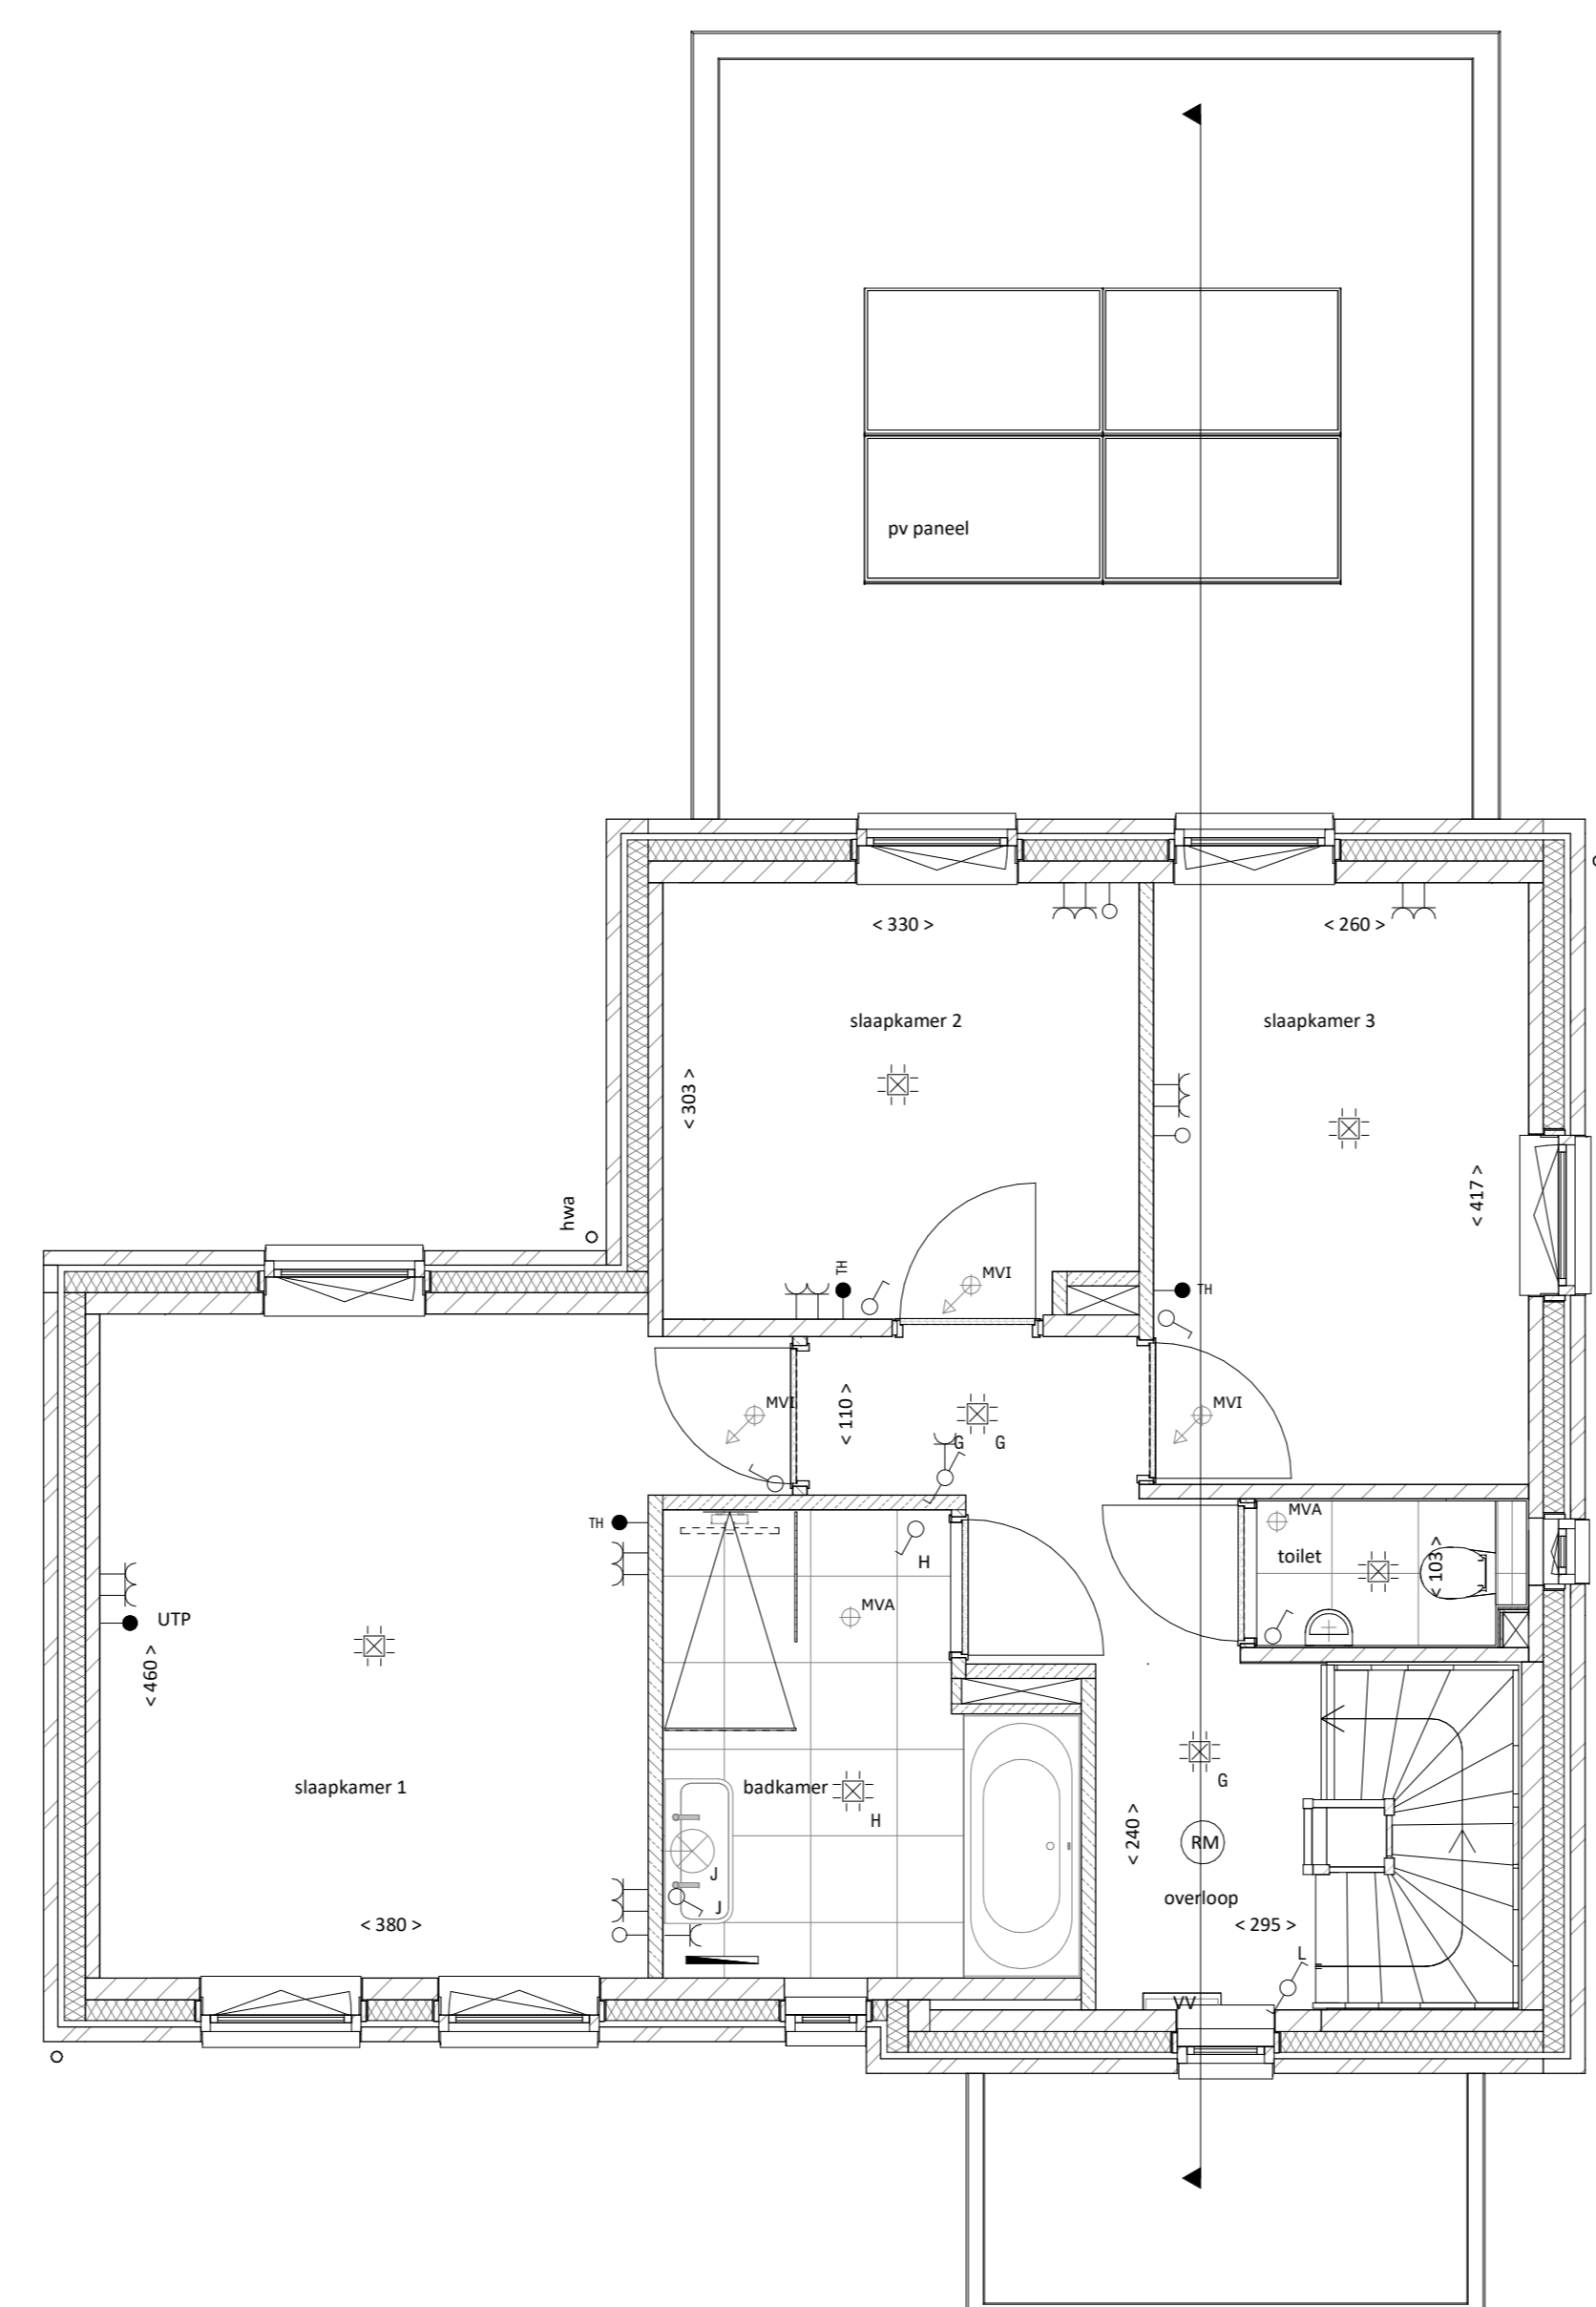 pv paneel
< 330 >
< 260 >
slaapkamer 2
slaapkamer 3
< 303 >
< 417 >
hwa
TH
MVI
TH
MVI
< 110 >
MVI
G
G
MVA
TH
toilet
< 103 >
H
MVA
UTP
< 460 >
G
slaapkamer 1
badkamer
H
< 240 >
RM
J
J
overloop
< 380 >
< 295 >
L
VV